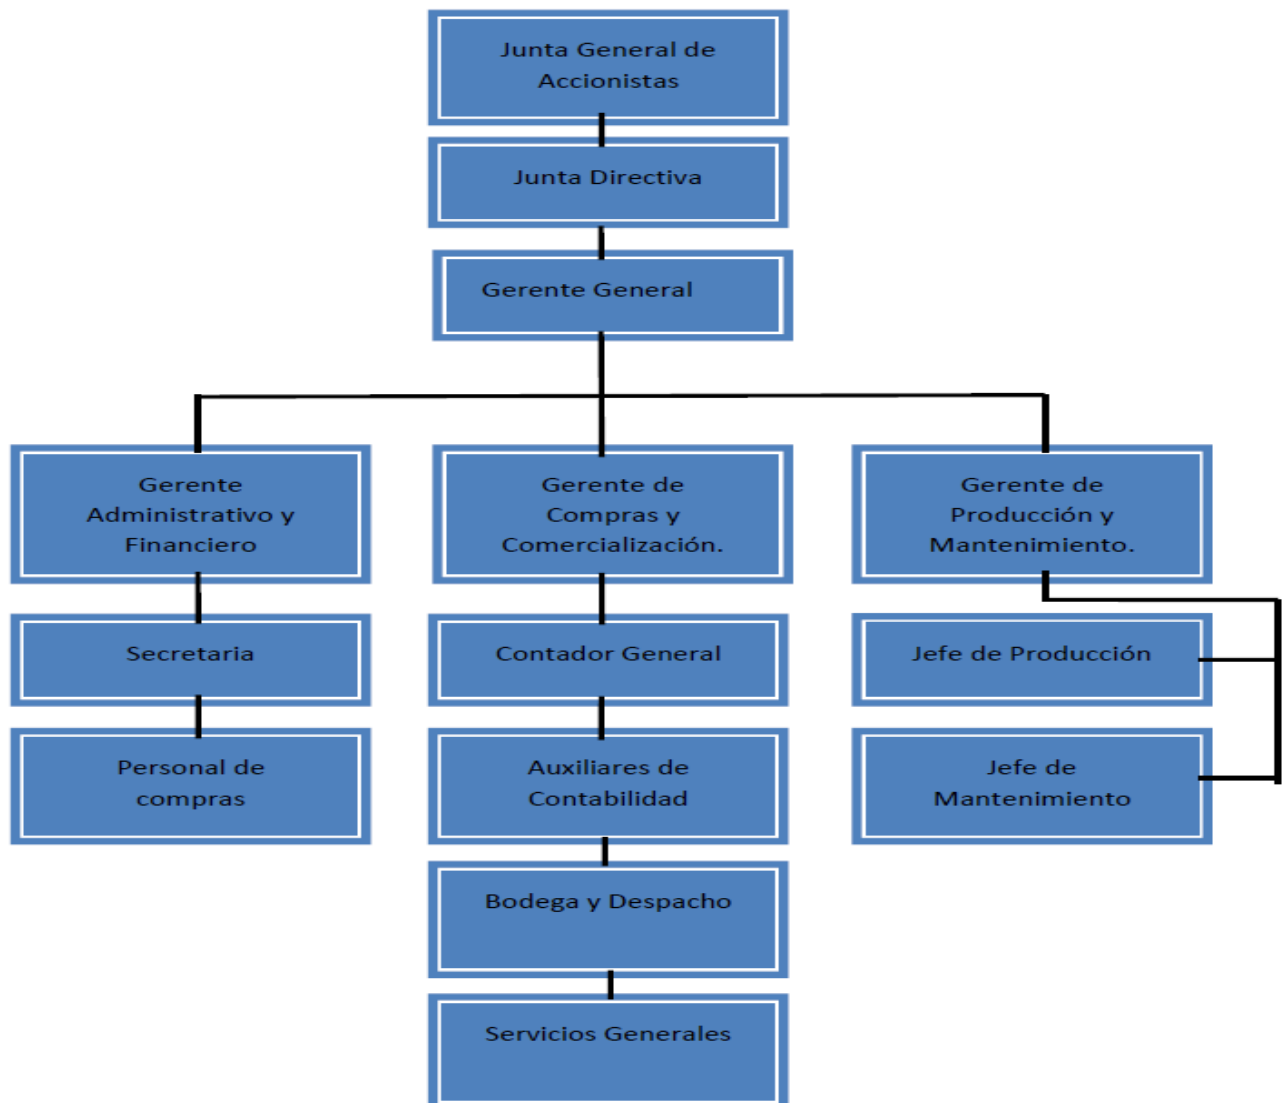 Junta General de
Accionistas
Junta Directiva
Gerente General
Gerente
Administrativo y
Financiero
Gerente de
Compras y
Comercialización.
Gerente de
Producción y
Mantenimiento.
Secretaria
Contador General
Jefe de Producción
Personal de
compras
Auxiliares de
Contabilidad
Jefe de
Mantenimiento
Bodega y Despacho
Servicios Generales